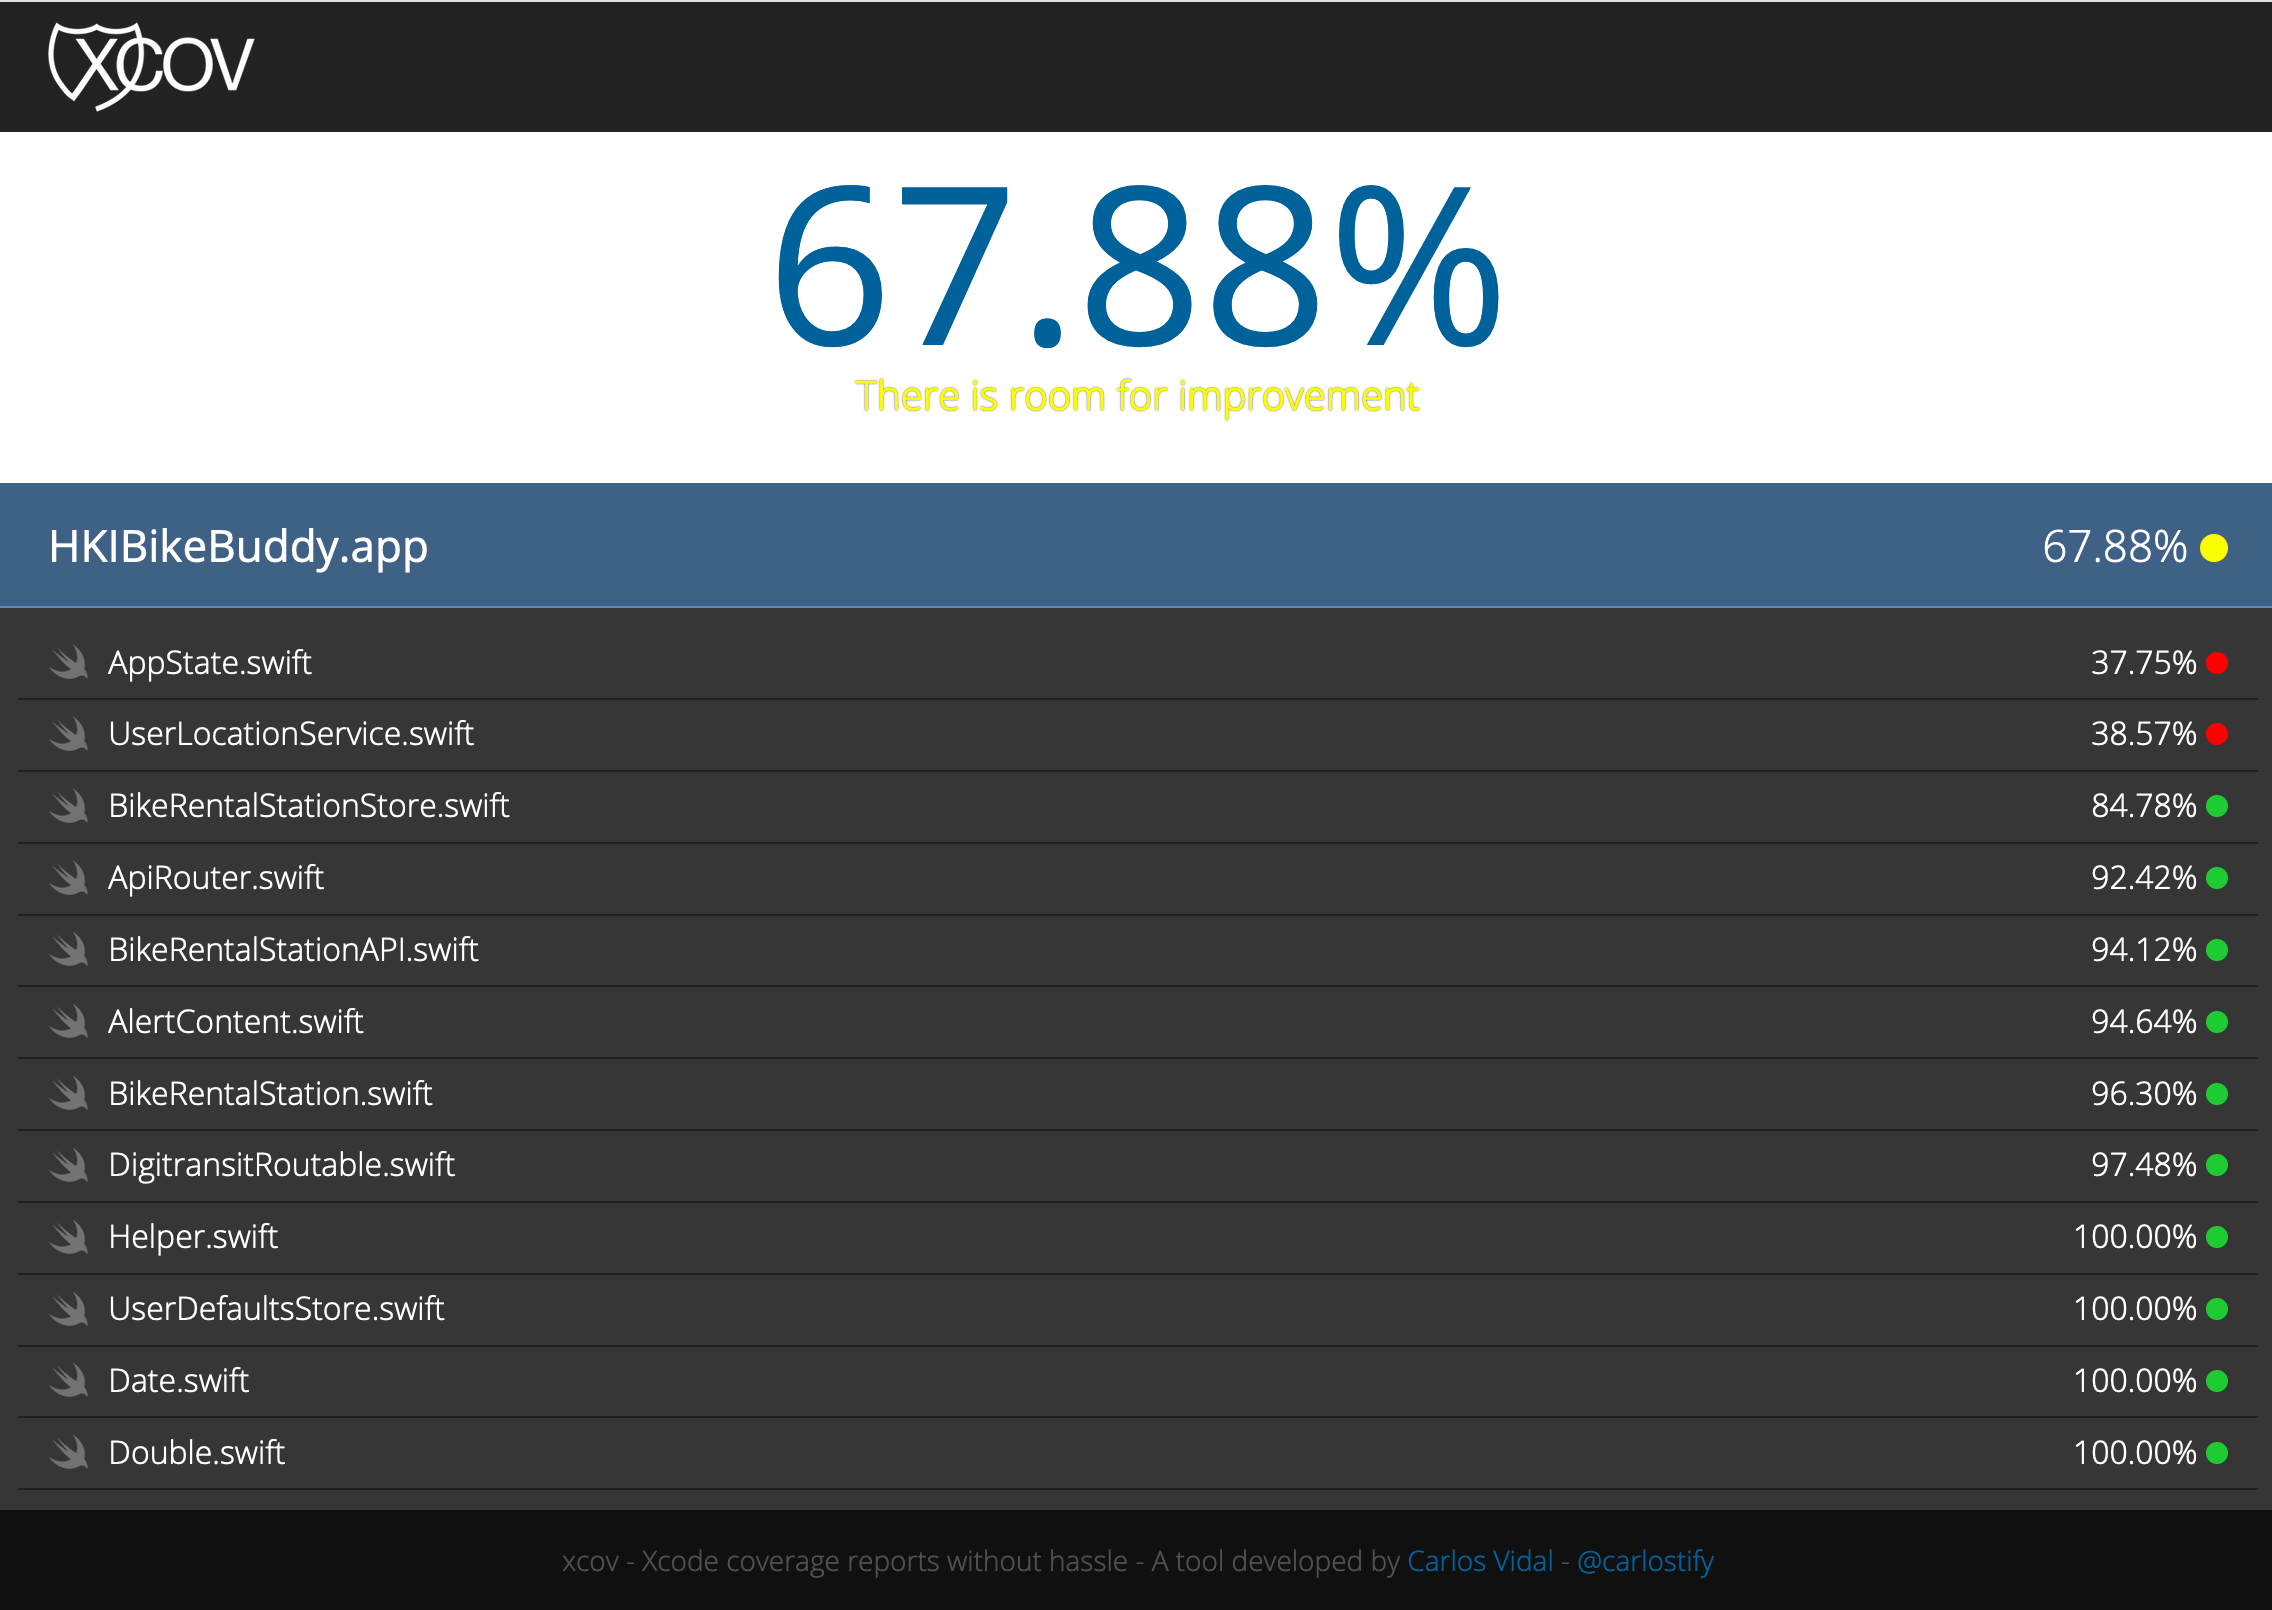 xcov
67.88%
There is room for improvement
HKIBikeBuddy.app 67.88%
AppState.swift 37.75%
UserLocationService.swift 38.57%
BikeRentalStationStore.swift 84.78%
ApiRouter.swift 92.42%
BikeRentalStationAPI.swift 94.12%
AlertContent.swift 94.64%
BikeRentalStation.swift 96.30%
DigitransitRoutable.swift 97.48%
Helper.swift 100.00%
UserDefaultsStore.swift 100.00%
Date.swift 100.00%
Double.swift 100.00%
xcov - Xcode coverage reports without hassle - A tool developed by Carlos Vidal - @carlostify